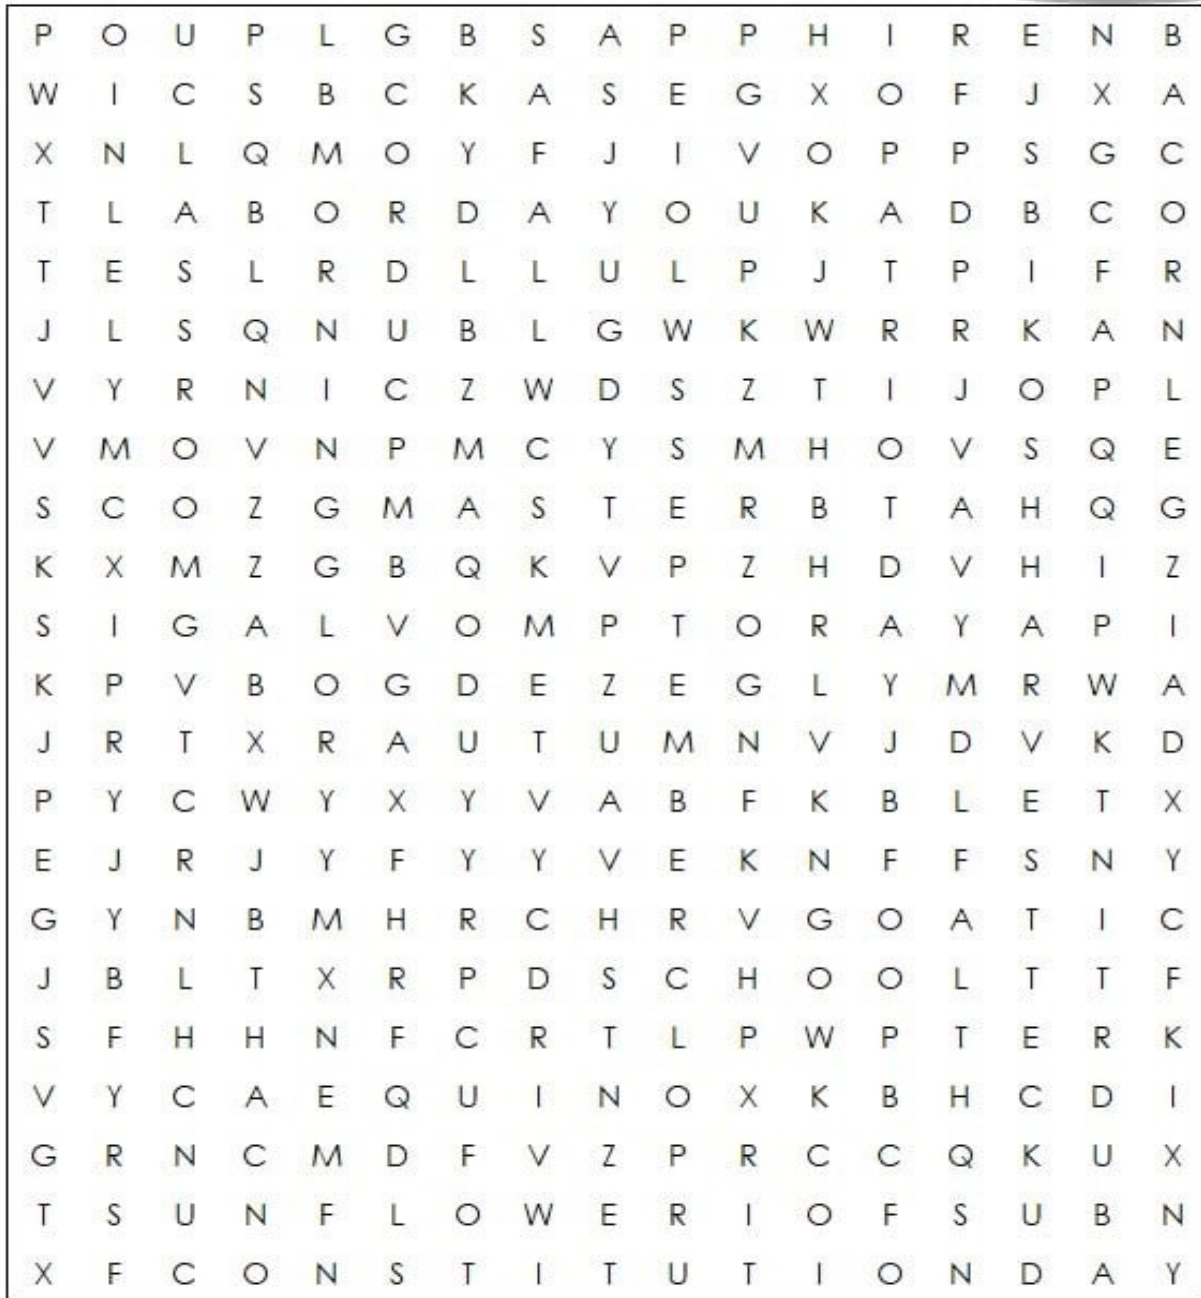 P O U P L G B S A P P H I R E N B
W I C S B C K A S E G X O F J X A
X N L Q M O Y F J I V O P P S G C
T L A B O R D A Y O U K A D B C O
T E S L R D L L U L P J T P I F R
J L S Q N U B L G W K W R R K A N
V Y R N I C Z W D S Z T I J O P L
V M O V N P M C Y S M H O V S Q E
S C O Z G M A S T E R B T A H Q G
K X M Z G B Q K V P Z H D V H I Z
S I G A L V O M P T O R A Y A P I
K P V B O G D E Z E G L Y M R W A
J R T X R A U T U M N V J D V K D
P Y C W Y X Y V A B F K B L E T X
E J R J Y F Y Y V E K N F F S N Y
G Y N B M H R C H R V G O A T I C
J B L T X R P D S C H O O L T T F
S F H H N F C R T L P W P T E R K
V Y C A E Q U I N O X K B H C D I
G R N C M D F V Z P R C C Q K U X
T S U N F L O W E R I O F S U B N
X F C O N S T I T U T I O N D A Y